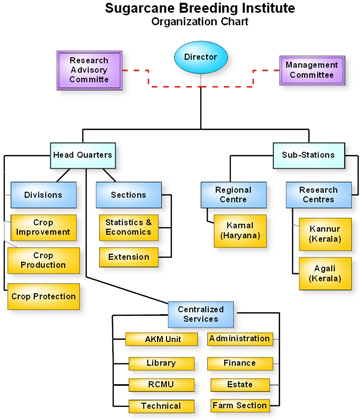 Sugarcane Breeding Institute
Organization Chart
Research
Advisory
Committe
Director
Management
Committee
Head Quarters
Sub-Stations
Divisions
Sections
Regional
Centre
Research
Centres
Crop
Improvement
Statistics &
Economics
Karnal
(Haryana)
Kannur
(Kerala)
Crop
Production
Extension
Agali
(Kerala)
Crop Protection
Centralized
Services
AKM Unit
Administration
Library
Finance
RCMU
Estate
Technical
Farm Section